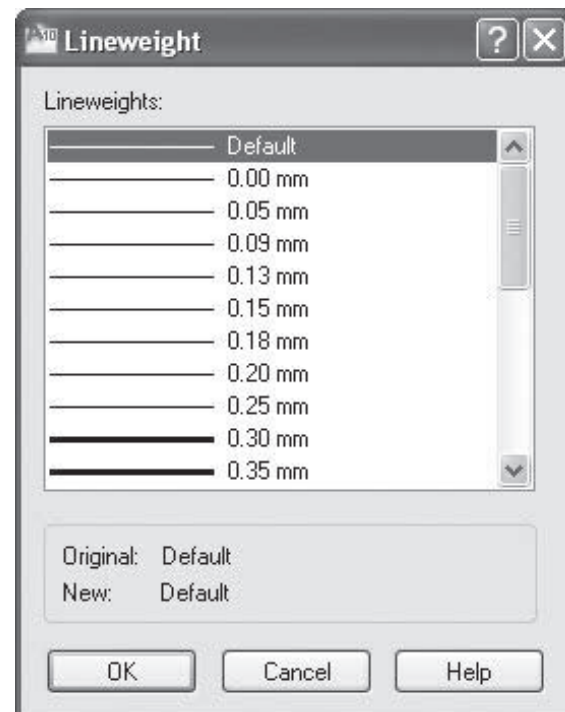 Lineweight
Lineweights:
Default
0.00 mm
0.05 mm
0.09 mm
0.13 mm
0.15 mm
0.18 mm
0.20 mm
0.25 mm
0.30 mm
0.35 mm
Original: Default
New: Default
OK Cancel Help